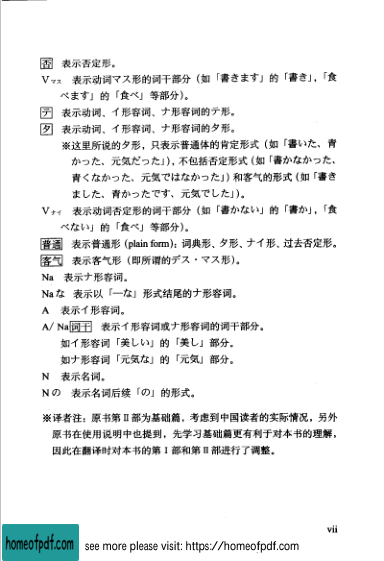 否 表示否定形。
Vマス 表示动词マス形的词干部分（如「書きます」的「書き」，「食
べます」的「食べ」等部分）。
テ 表示动词、イ形容词、ナ形容词的テ形。
タ 表示动词、イ形容词、ナ形容词的タ形。
※这里所说的タ形，只表示普通体的肯定形式（如「書いた、青
かった、元気だった」），不包括否定形式（如「書かなかった、
青くなかった、元気ではなかった」）和客气的形式（如「書き
ました、青かったです、元気でした」）。
Vナイ 表示动词否定形的词干部分（如「書かない」的「書か」，「食
べない」的「食べ」等部分）。
普通 表示普通形 (plain form)：词典形、タ形、ナイ形、过去否定形。
客气 表示客气形（即所谓的デス・マス形）。
Na 表示ナ形容词。
Naな 表示以「―な」形式结尾的ナ形容词。
A 表示イ形容词。
A/ Na词干 表示イ形容词或ナ形容词的词干部分。
如イ形容词「美しい」的「美し」部分。
如ナ形容词「元気な」的「元気」部分。
N 表示名词。
Nの 表示名词后续「の」的形式。
※译者注：原书第Ⅱ部为基础篇，考虑到中国读者的实际情况，另外
原书在使用说明中也提到，先学习基础篇更有利于对本书的理解，
因此在翻译时对本书的第Ⅰ部和第Ⅱ部进行了调整。
vii
homeofpdf.com see more please visit: https://homeofpdf.com